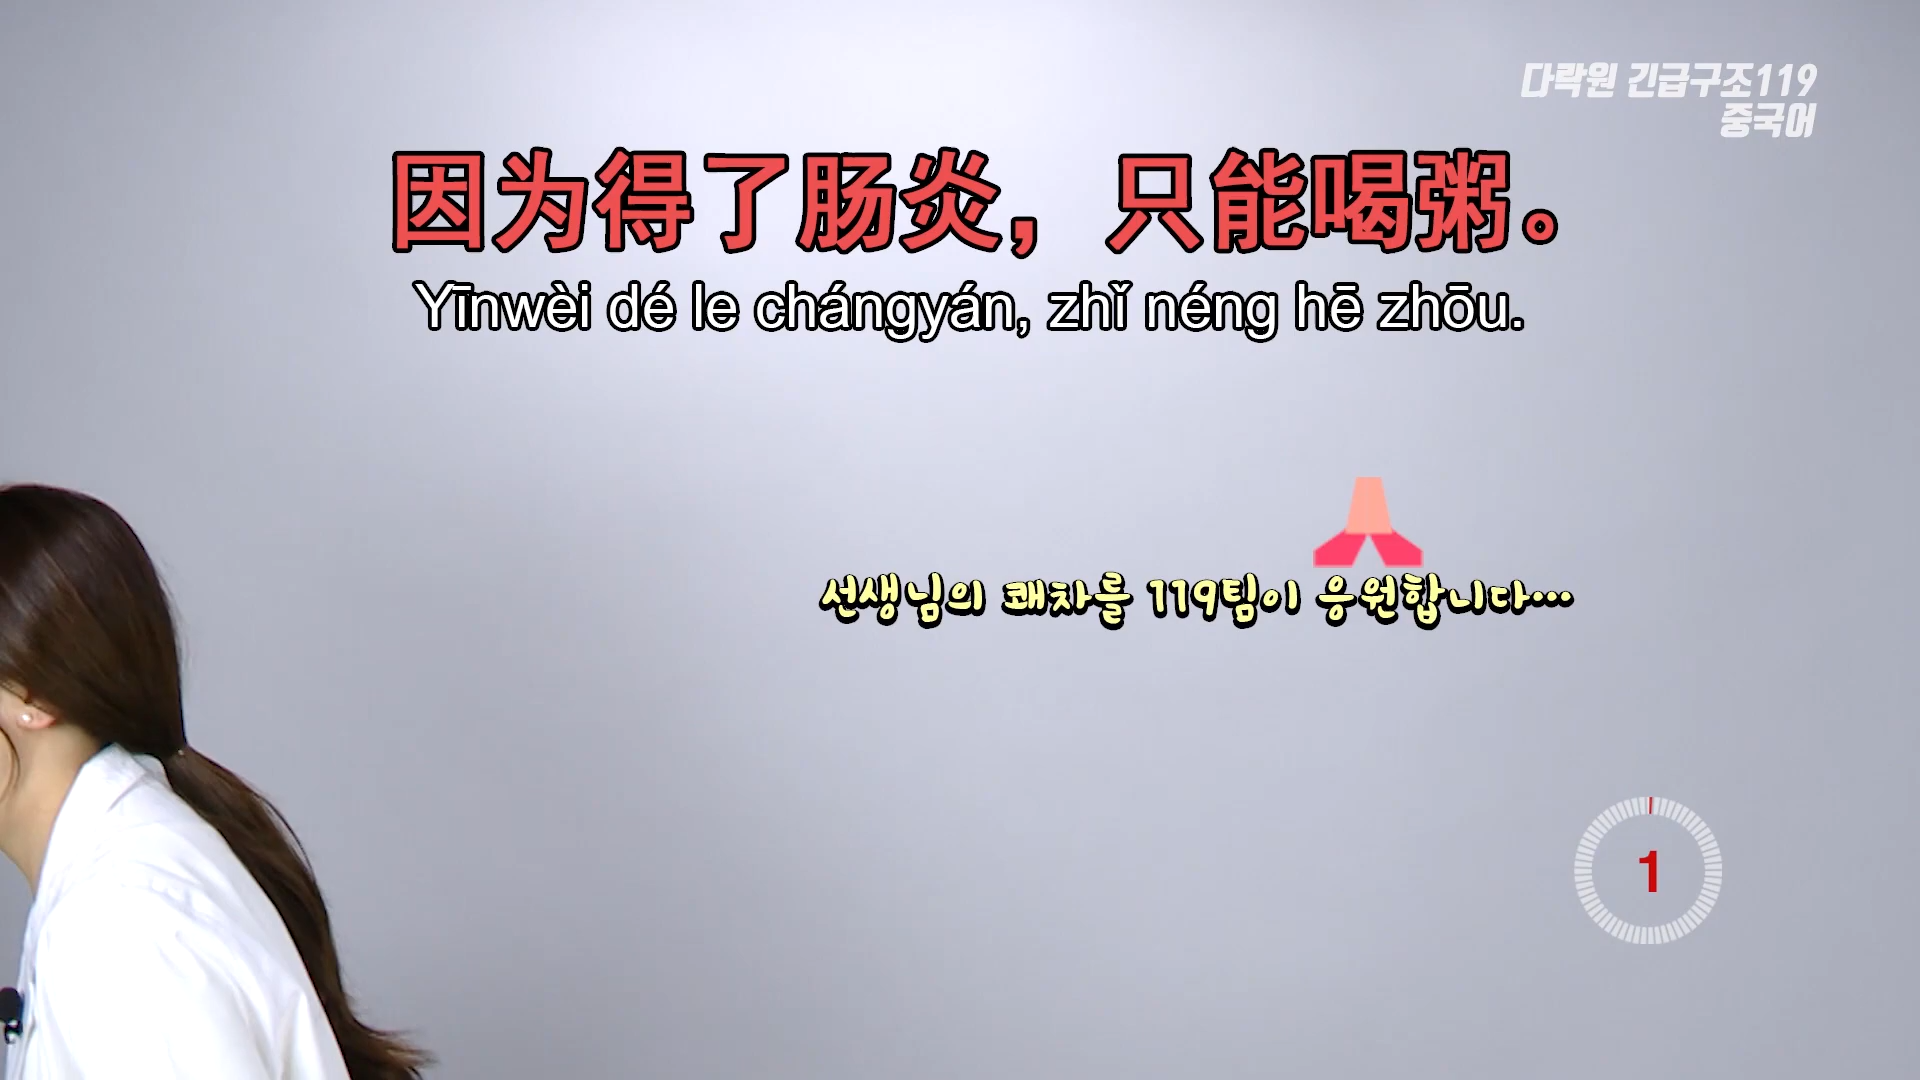 다락원 긴급구조119
중국어
因为得了肠炎，只能喝粥。
Yīnwèi dé le chángyán, zhǐ néng hē zhōu.
선생님의 쾌차를 119팀이 응원합니다…
1